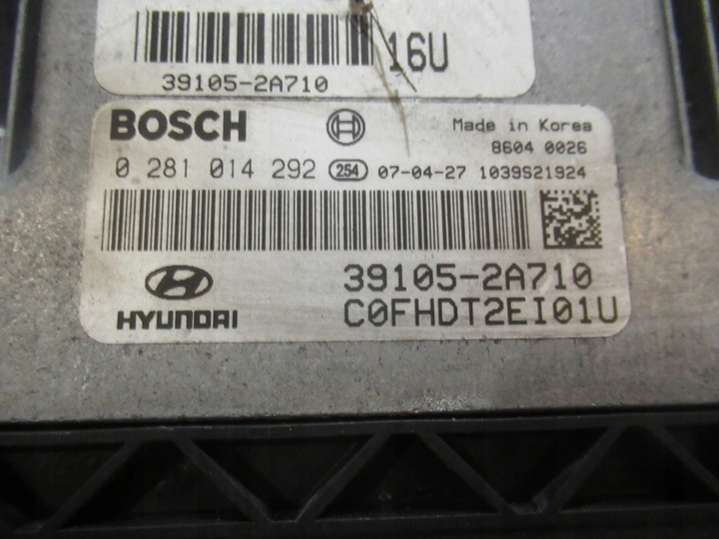 16U
39105-2A710
BOSCH
Made in Korea
8604 0026
0 281 014 292 254 07-04-27 1039S21924
39105-2A710
HYUNDAI C0FHDT2EI01U